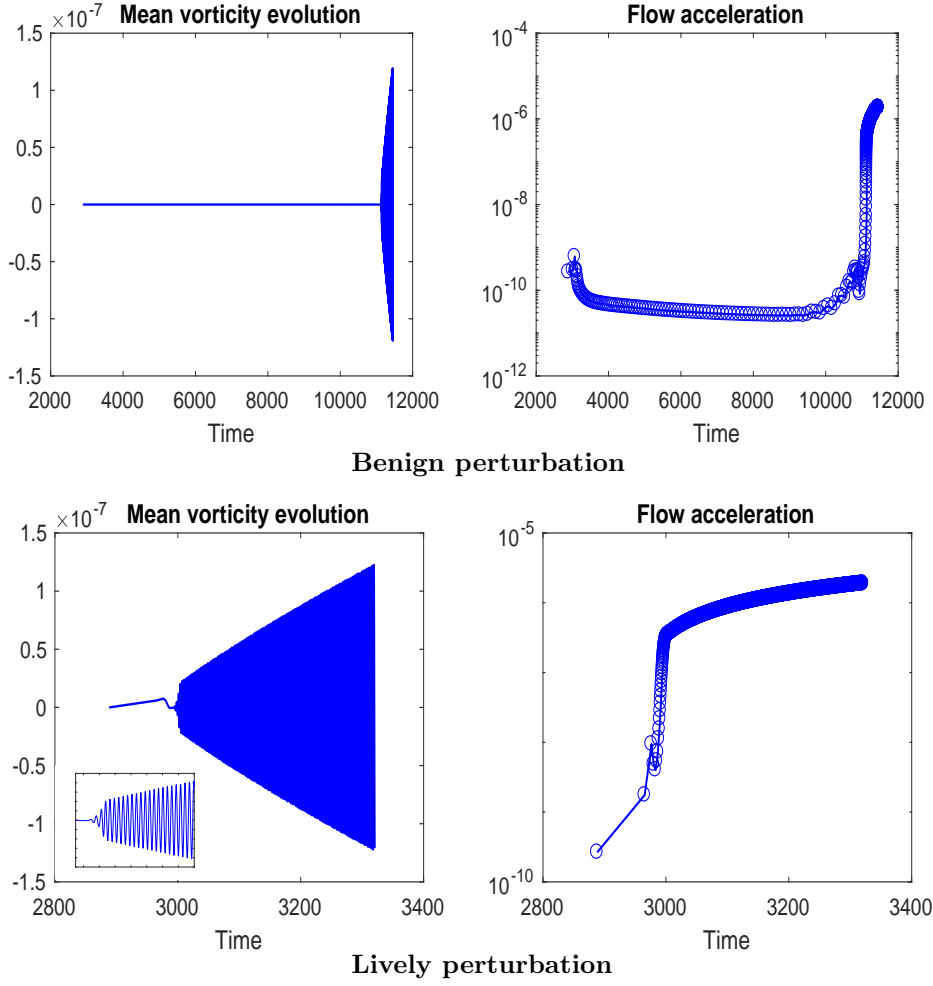 Mean vorticity evolution
×10^-7
1.5
1
0.5
0
-0.5
-1
-1.5
2000 4000 6000 8000 10000 12000
Time
Flow acceleration
10^-4
10^-6
10^-8
10^-10
10^-12
2000 4000 6000 8000 10000 12000
Time
Benign perturbation
Mean vorticity evolution
×10^-7
1.5
1
0.5
0
-0.5
-1
-1.5
2800 3000 3200 3400
Time
Flow acceleration
10^-5
10^-10
2800 3000 3200 3400
Time
Lively perturbation